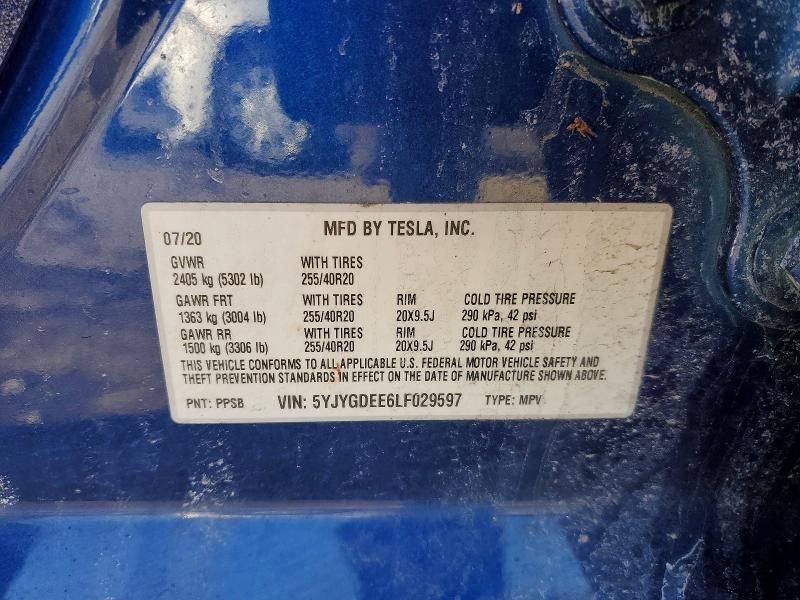 MFD BY TESLA, INC.
07/20
GVWR WITH TIRES
2405 kg (5302 lb) 255/40R20
GAWR FRT WITH TIRES RIM COLD TIRE PRESSURE
1363 kg (3004 lb) 255/40R20 20X9.5J 290 kPa, 42 psi
GAWR RR WITH TIRES RIM COLD TIRE PRESSURE
1500 kg (3306 lb) 255/40R20 20X9.5J 290 kPa, 42 psi
THIS VEHICLE CONFORMS TO ALL APPLICABLE U.S. FEDERAL MOTOR VEHICLE SAFETY AND
THEFT PREVENTION STANDARDS IN EFFECT ON THE DATE OF MANUFACTURE SHOWN ABOVE.
PNT: PPSB VIN: 5YJYGDEE6LF029597 TYPE: MPV